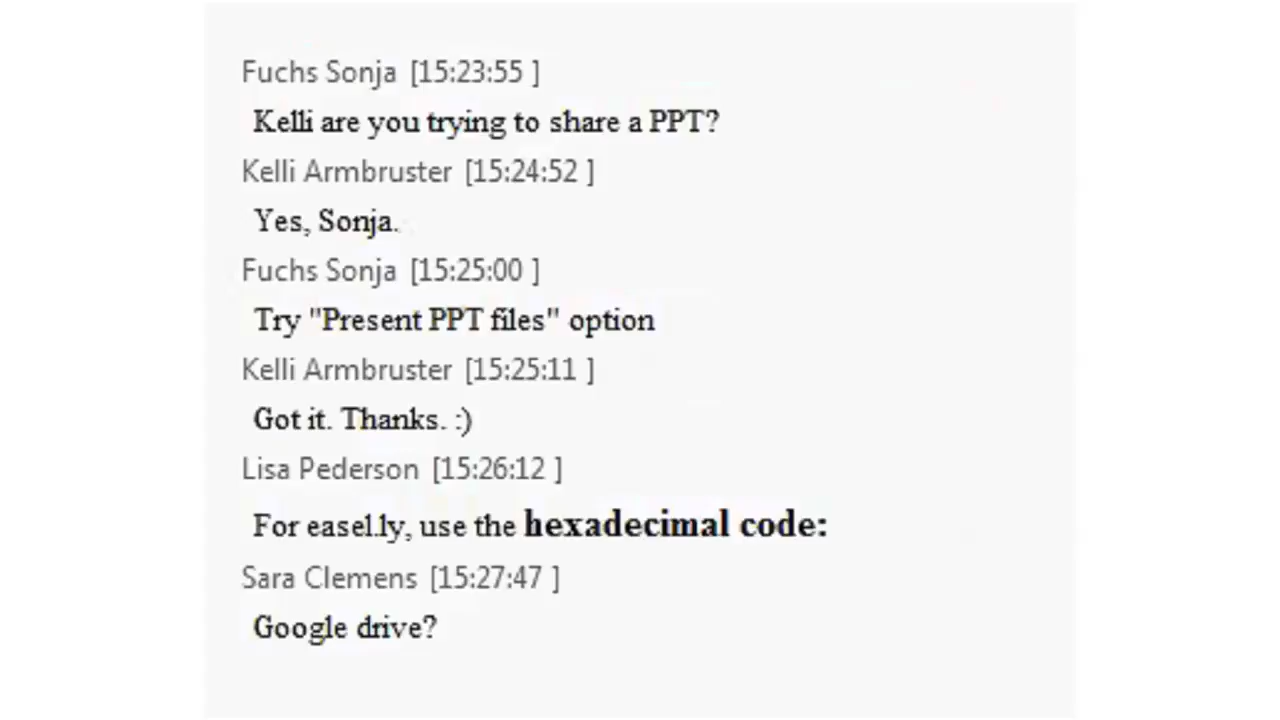 Fuchs Sonja [15:23:55 ]
Kelli are you trying to share a PPT?
Kelli Armbruster [15:24:52 ]
Yes, Sonja.
Fuchs Sonja [15:25:00 ]
Try "Present PPT files" option
Kelli Armbruster [15:25:11 ]
Got it. Thanks. :)
Lisa Pederson [15:26:12 ]
For easel.ly, use the hexadecimal code:
Sara Clemens [15:27:47 ]
Google drive?